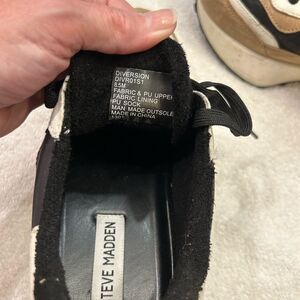 DIVERSION
DIVR01S1
8.5M
FABRIC & PU UPPER
FABRIC LINING
PU SOCK
MAN MADE OUTSOLE
MADE IN CHINA
STEVE MADDEN